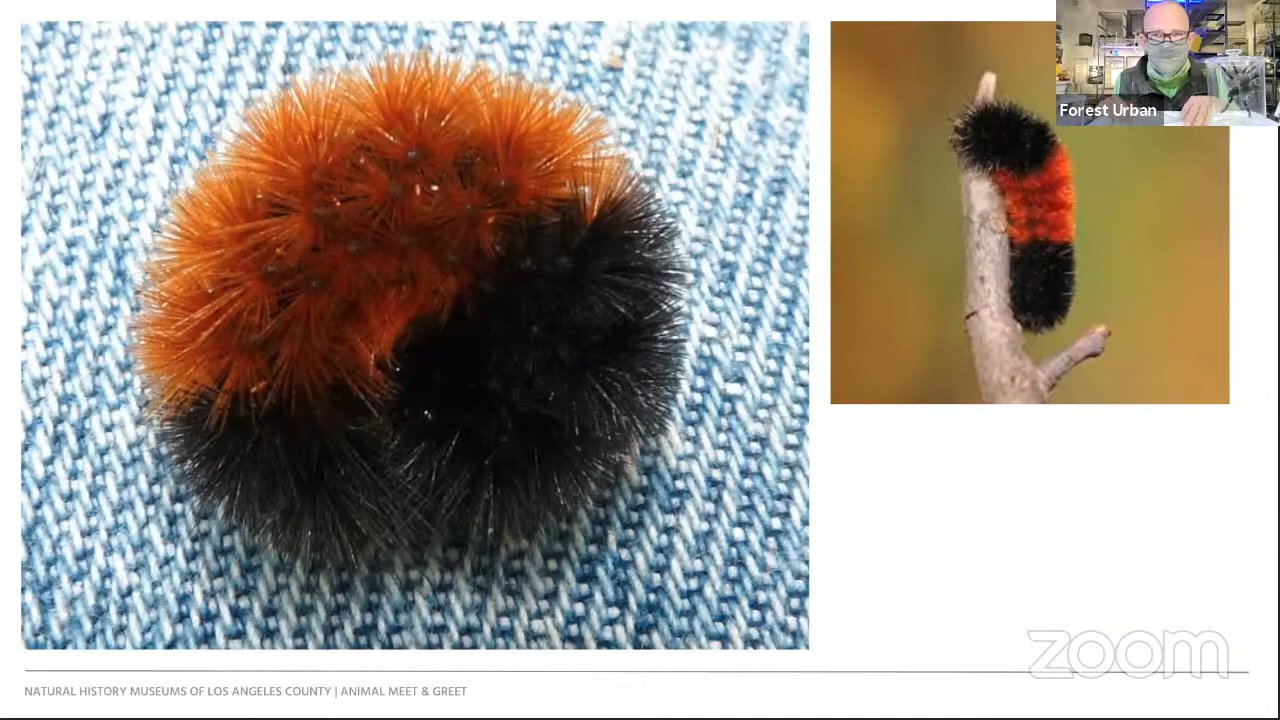 Forest Urban
zoom
NATURAL HISTORY MUSEUMS OF LOS ANGELES COUNTY | ANIMAL MEET & GREET